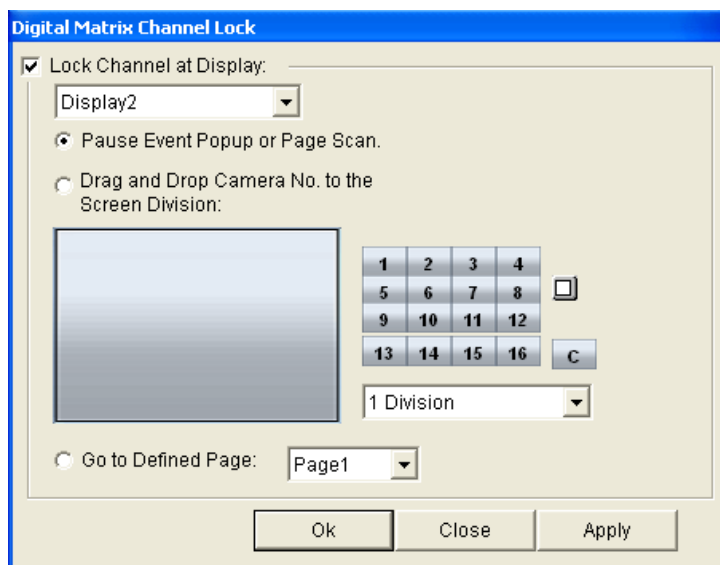 Digital Matrix Channel Lock
Lock Channel at Display:
Display2
Pause Event Popup or Page Scan.
Drag and Drop Camera No. to the
Screen Division:
1 2 3 4
5 6 7 8
9 10 11 12
13 14 15 16 C
1 Division
Go to Defined Page: Page1
Ok Close Apply